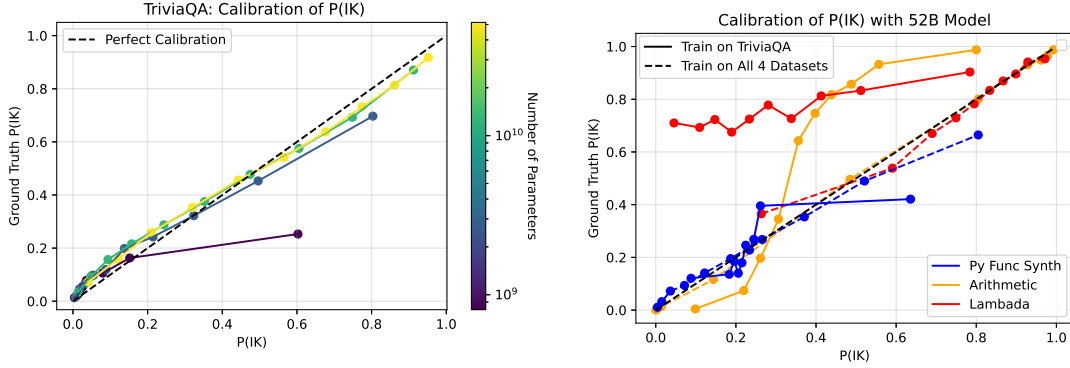 TriviaQA: Calibration of P(IK)
Perfect Calibration
Ground Truth P(IK)
1.0
0.8
0.6
0.4
0.2
0.0
0.0 0.2 0.4 0.6 0.8 1.0
P(IK)
10^10
10^9
Number of Parameters
Calibration of P(IK) with 52B Model
Train on TriviaQA
Train on All 4 Datasets
Ground Truth P(IK)
1.0
0.8
0.6
0.4
0.2
0.0
Py Func Synth
Arithmetic
Lambada
0.0 0.2 0.4 0.6 0.8 1.0
P(IK)